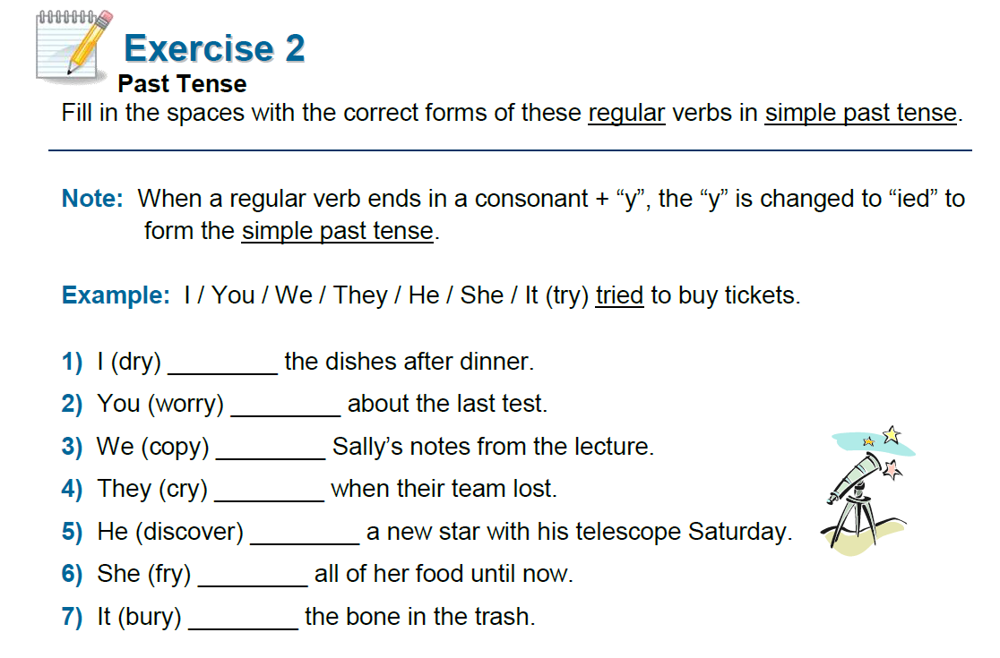 Exercise 2
Past Tense
Fill in the spaces with the correct forms of these regular verbs in simple past tense.
Note: When a regular verb ends in a consonant + “y”, the “y” is changed to “ied” to
form the simple past tense.
Example: I / You / We / They / He / She / It (try) tried to buy tickets.
1) I (dry) ________ the dishes after dinner.
2) You (worry) ________ about the last test.
3) We (copy) ________ Sally’s notes from the lecture.
4) They (cry) ________ when their team lost.
5) He (discover) ________ a new star with his telescope Saturday.
6) She (fry) ________ all of her food until now.
7) It (bury) ________ the bone in the trash.